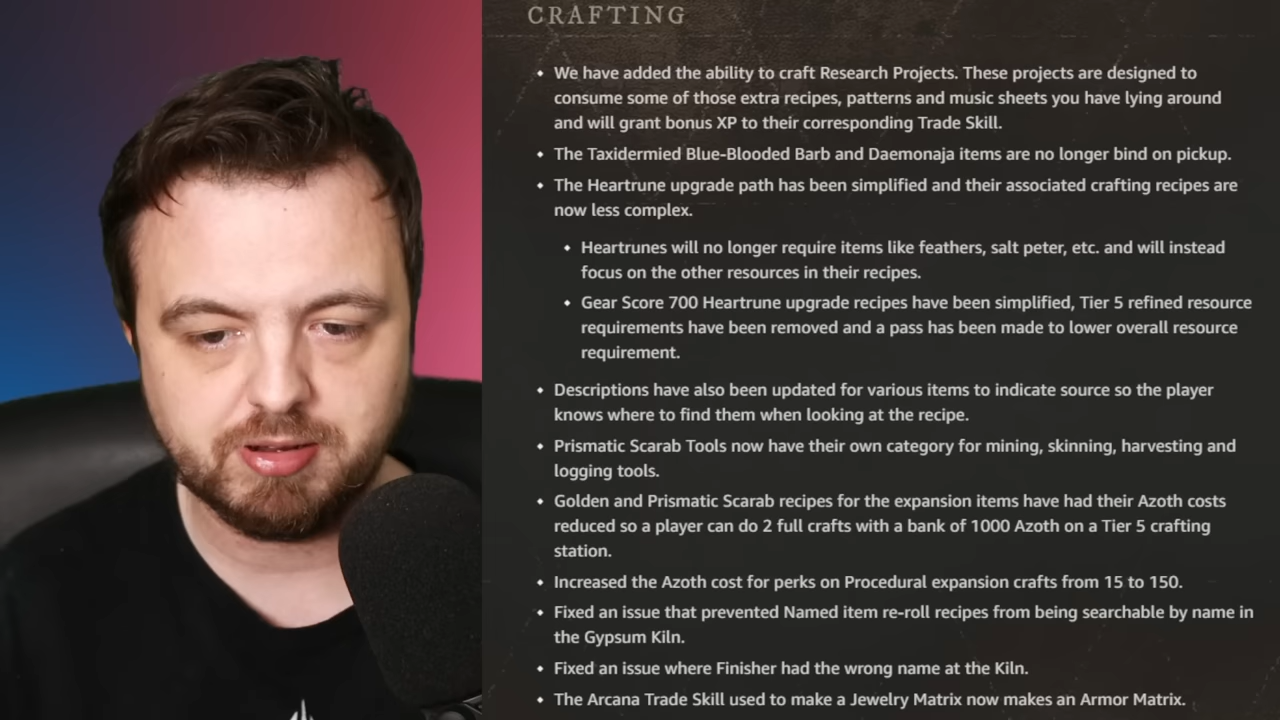 CRAFTING
We have added the ability to craft Research Projects. These projects are designed to
consume some of those extra recipes, patterns and music sheets you have lying around
and will grant bonus XP to their corresponding Trade Skill.
The Taxidermied Blue-Blooded Barb and Daemonaja items are no longer bind on pickup.
The Heartrune upgrade path has been simplified and their associated crafting recipes are
now less complex.
Heartrunes will no longer require items like feathers, salt peter, etc. and will instead
focus on the other resources in their recipes.
Gear Score 700 Heartrune upgrade recipes have been simplified, Tier 5 refined resource
requirements have been removed and a pass has been made to lower overall resource
requirement.
Descriptions have also been updated for various items to indicate source so the player
knows where to find them when looking at the recipe.
Prismatic Scarab Tools now have their own category for mining, skinning, harvesting and
logging tools.
Golden and Prismatic Scarab recipes for the expansion items have had their Azoth costs
reduced so a player can do 2 full crafts with a bank of 1000 Azoth on a Tier 5 crafting
station.
Increased the Azoth cost for perks on Procedural expansion crafts from 15 to 150.
Fixed an issue that prevented Named item re-roll recipes from being searchable by name in
the Gypsum Kiln.
Fixed an issue where Finisher had the wrong name at the Kiln.
The Arcana Trade Skill used to make a Jewelry Matrix now makes an Armor Matrix.